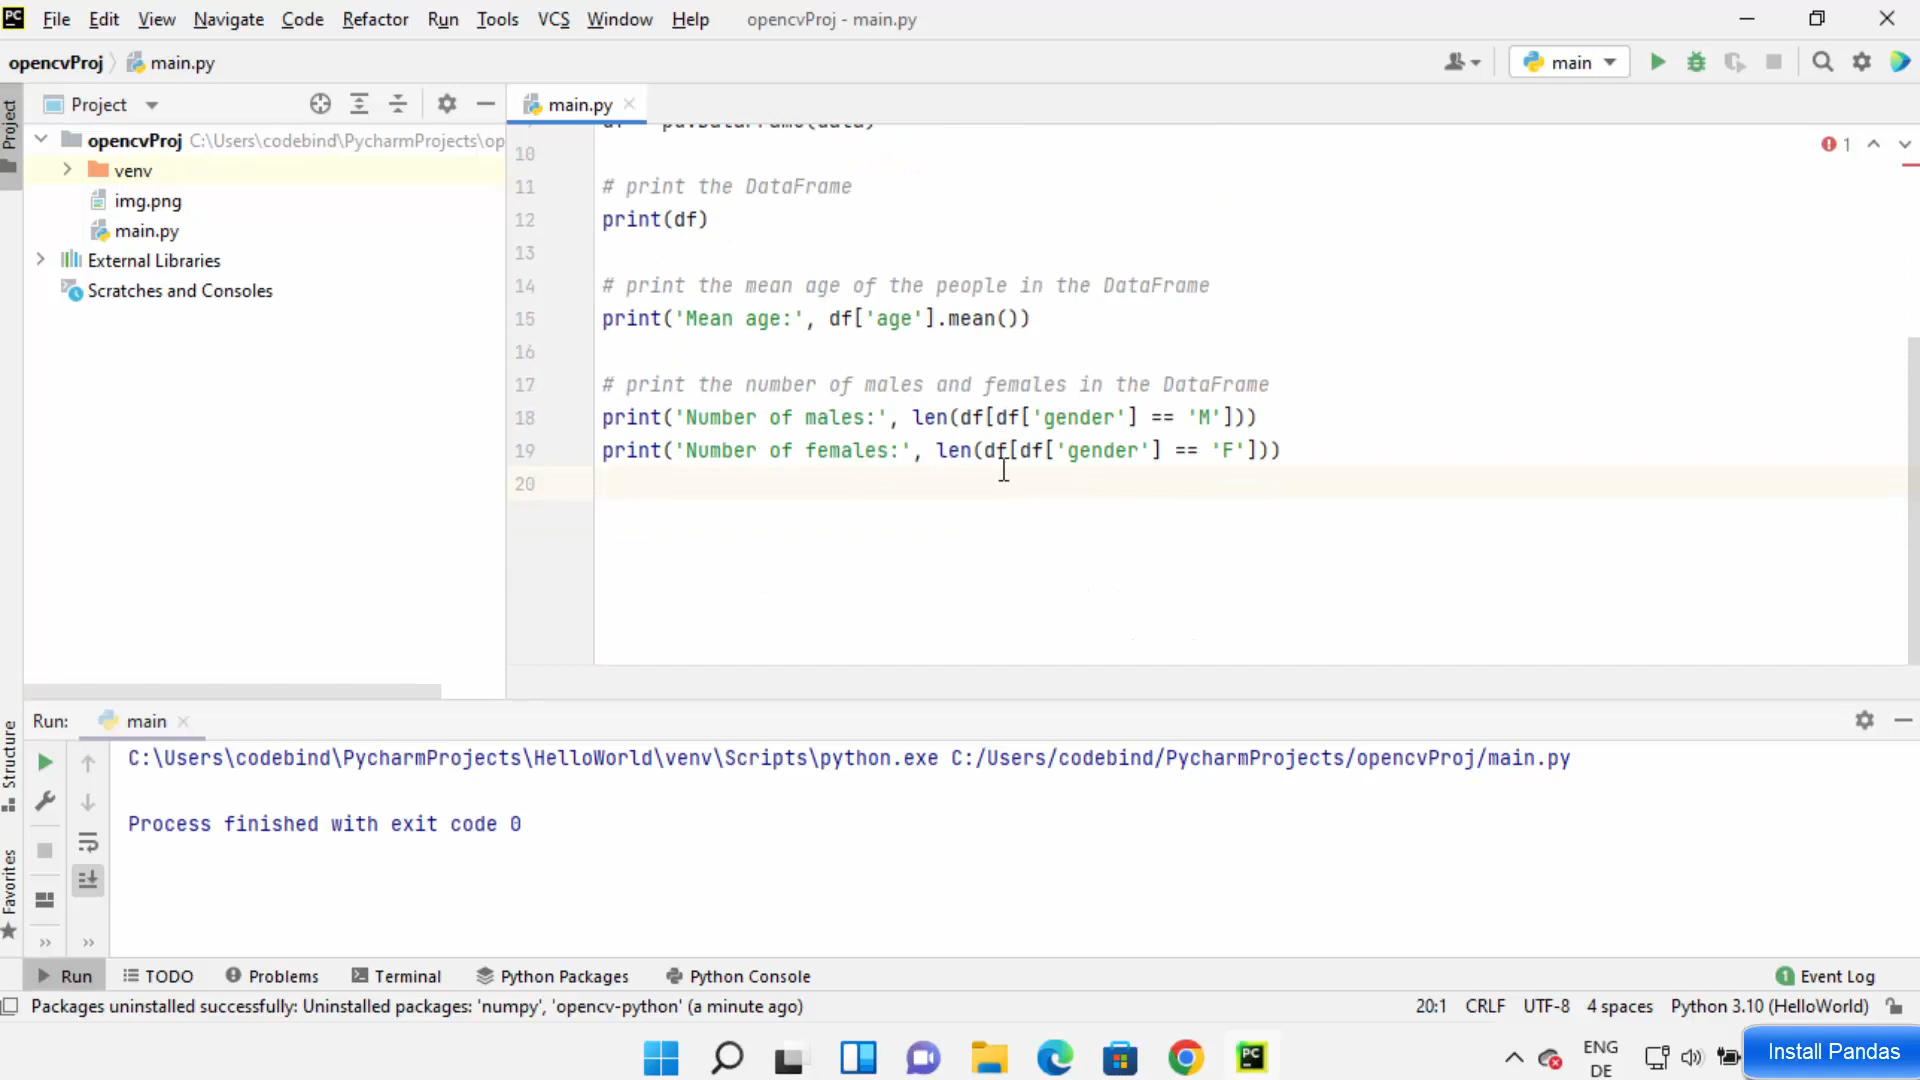 PC File Edit View Navigate Code Refactor Run Tools VCS Window Help opencvProj - main.py
opencvProj main.py main
Project
Project
main.py
opencvProj C:\Users\codebind\PycharmProjects\op
venv
img.png
main.py
External Libraries
Scratches and Consoles
1
10
11 # print the DataFrame
12 print(df)
13
14 # print the mean age of the people in the DataFrame
15 print('Mean age:', df['age'].mean())
16
17 # print the number of males and females in the DataFrame
18 print('Number of males:', len(df[df['gender'] == 'M']))
19 print('Number of females:', len(df[df['gender'] == 'F']))
20
Run: main
C:\Users\codebind\PycharmProjects\HelloWorld\venv\Scripts\python.exe C:/Users/codebind/PycharmProjects/opencvProj/main.py
Process finished with exit code 0
Structure
Favorites
Run TODO Problems Terminal Python Packages Python Console 1 Event Log
Packages uninstalled successfully: Uninstalled packages: 'numpy', 'opencv-python' (a minute ago) 20:1 CRLF UTF-8 4 spaces Python 3.10 (HelloWorld)
PC
ENG
DE
Install Pandas